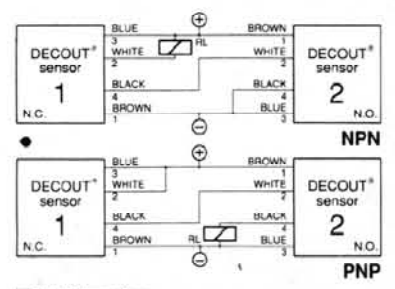 BLUE + BROWN
3 1
DECOUT® sensor 1 N.C.
WHITE RL WHITE
2 2
DECOUT® sensor 2 N.O.
BLACK BLACK
4 4
BROWN BLUE
1 3
−
NPN
BLUE + BROWN
3 1
DECOUT® sensor 1 N.C.
WHITE WHITE
2 2
DECOUT® sensor 2 N.O.
BLACK BLACK
4 4
BROWN RL BLUE
1 3
−
PNP